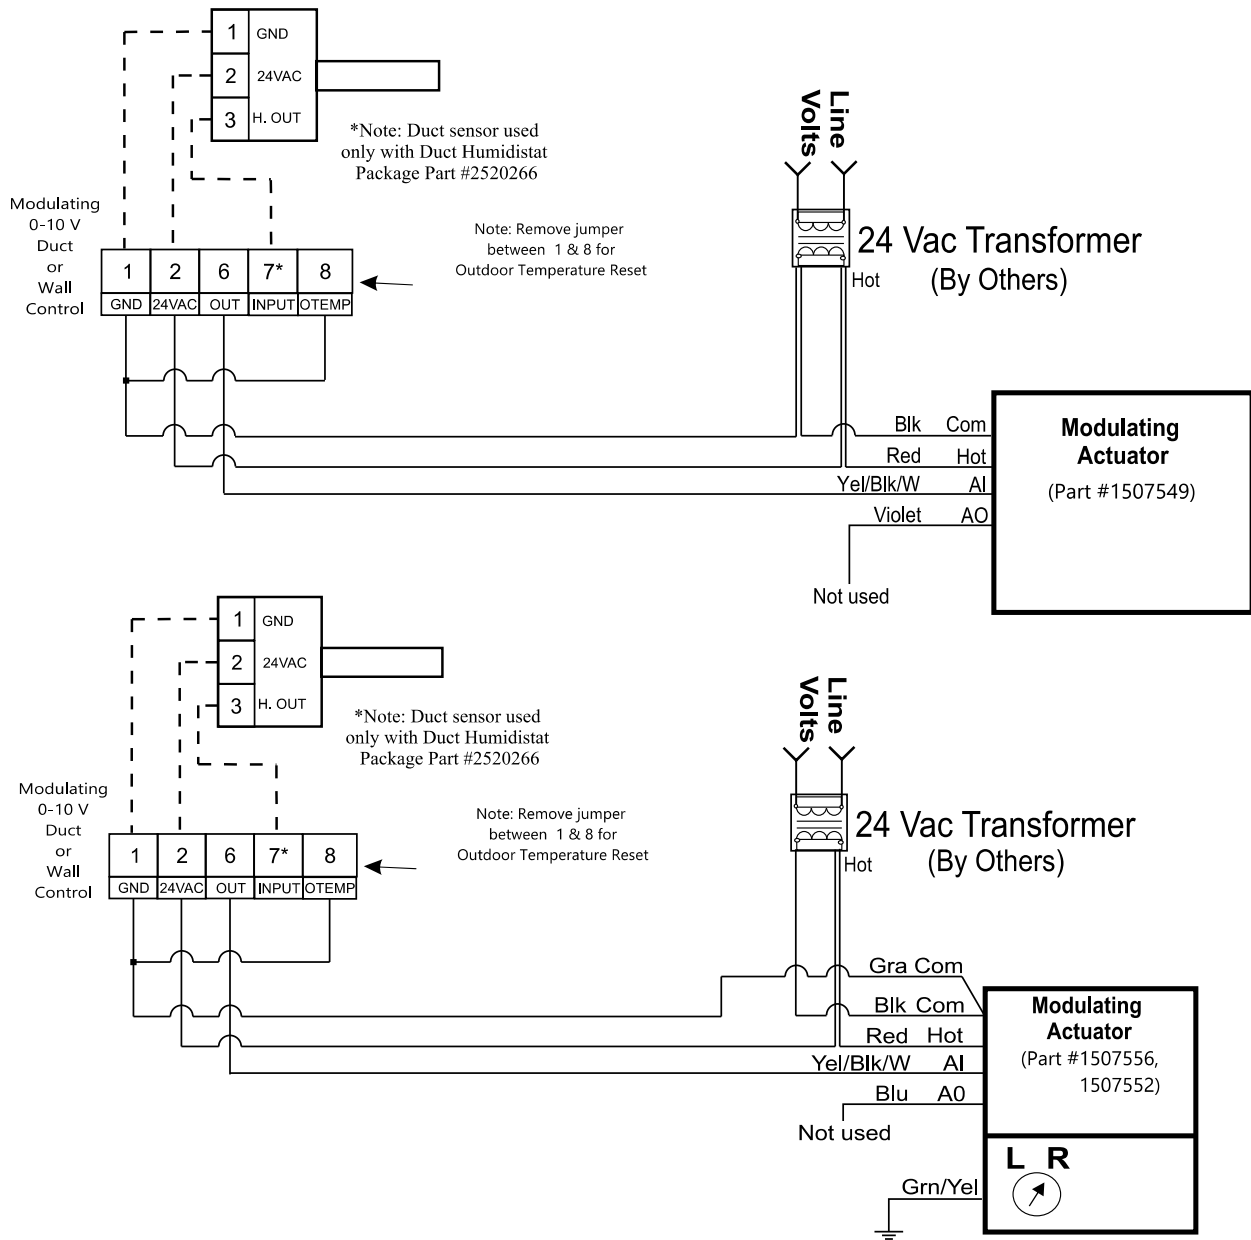 1 GND
2 24VAC
3 H. OUT
*Note: Duct sensor used
only with Duct Humidistat
Package Part #2520266
Line
Volts
Modulating
0-10 V
Duct
or
Wall
Control
Note: Remove jumper
between 1 & 8 for
Outdoor Temperature Reset
24 Vac Transformer
(By Others)
Hot
1 2 6 7* 8
GND 24VAC OUT INPUT OTEMP
Blk Com
Red Hot
Yel/Blk/W AI
Violet AO
Not used
Modulating
Actuator
(Part #1507549)
1 GND
2 24VAC
3 H. OUT
*Note: Duct sensor used
only with Duct Humidistat
Package Part #2520266
Line
Volts
Modulating
0-10 V
Duct
or
Wall
Control
Note: Remove jumper
between 1 & 8 for
Outdoor Temperature Reset
24 Vac Transformer
(By Others)
Hot
1 2 6 7* 8
GND 24VAC OUT INPUT OTEMP
Gra Com
Blk Com
Red Hot
Yel/Blk/W AI
Blu A0
Not used
Modulating
Actuator
(Part #1507556,
1507552)
L R
Grn/Yel